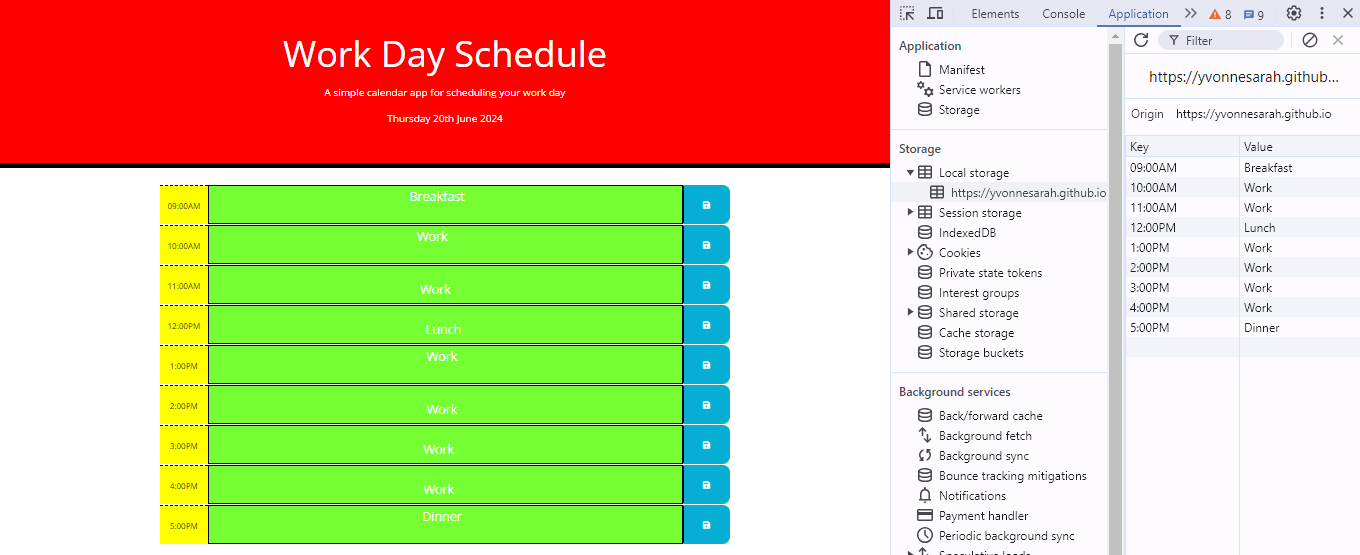 Work Day Schedule
A simple calendar app for scheduling your work day
Thursday 20th June 2024
09:00AM Breakfast
10:00AM Work
11:00AM Work
12:00PM Lunch
1:00PM Work
2:00PM Work
3:00PM Work
4:00PM Work
5:00PM Dinner
Elements Console Application 8 9
Application
Manifest
Service workers
Storage
Storage
Local storage
https://yvonnesarah.github.io
Session storage
IndexedDB
Cookies
Private state tokens
Interest groups
Shared storage
Cache storage
Storage buckets
Background services
Back/forward cache
Background fetch
Background sync
Bounce tracking mitigations
Notifications
Payment handler
Periodic background sync
Speculative loads
Filter
https://yvonnesarah.github...
Origin https://yvonnesarah.github.io
Key Value
09:00AM Breakfast
10:00AM Work
11:00AM Work
12:00PM Lunch
1:00PM Work
2:00PM Work
3:00PM Work
4:00PM Work
5:00PM Dinner